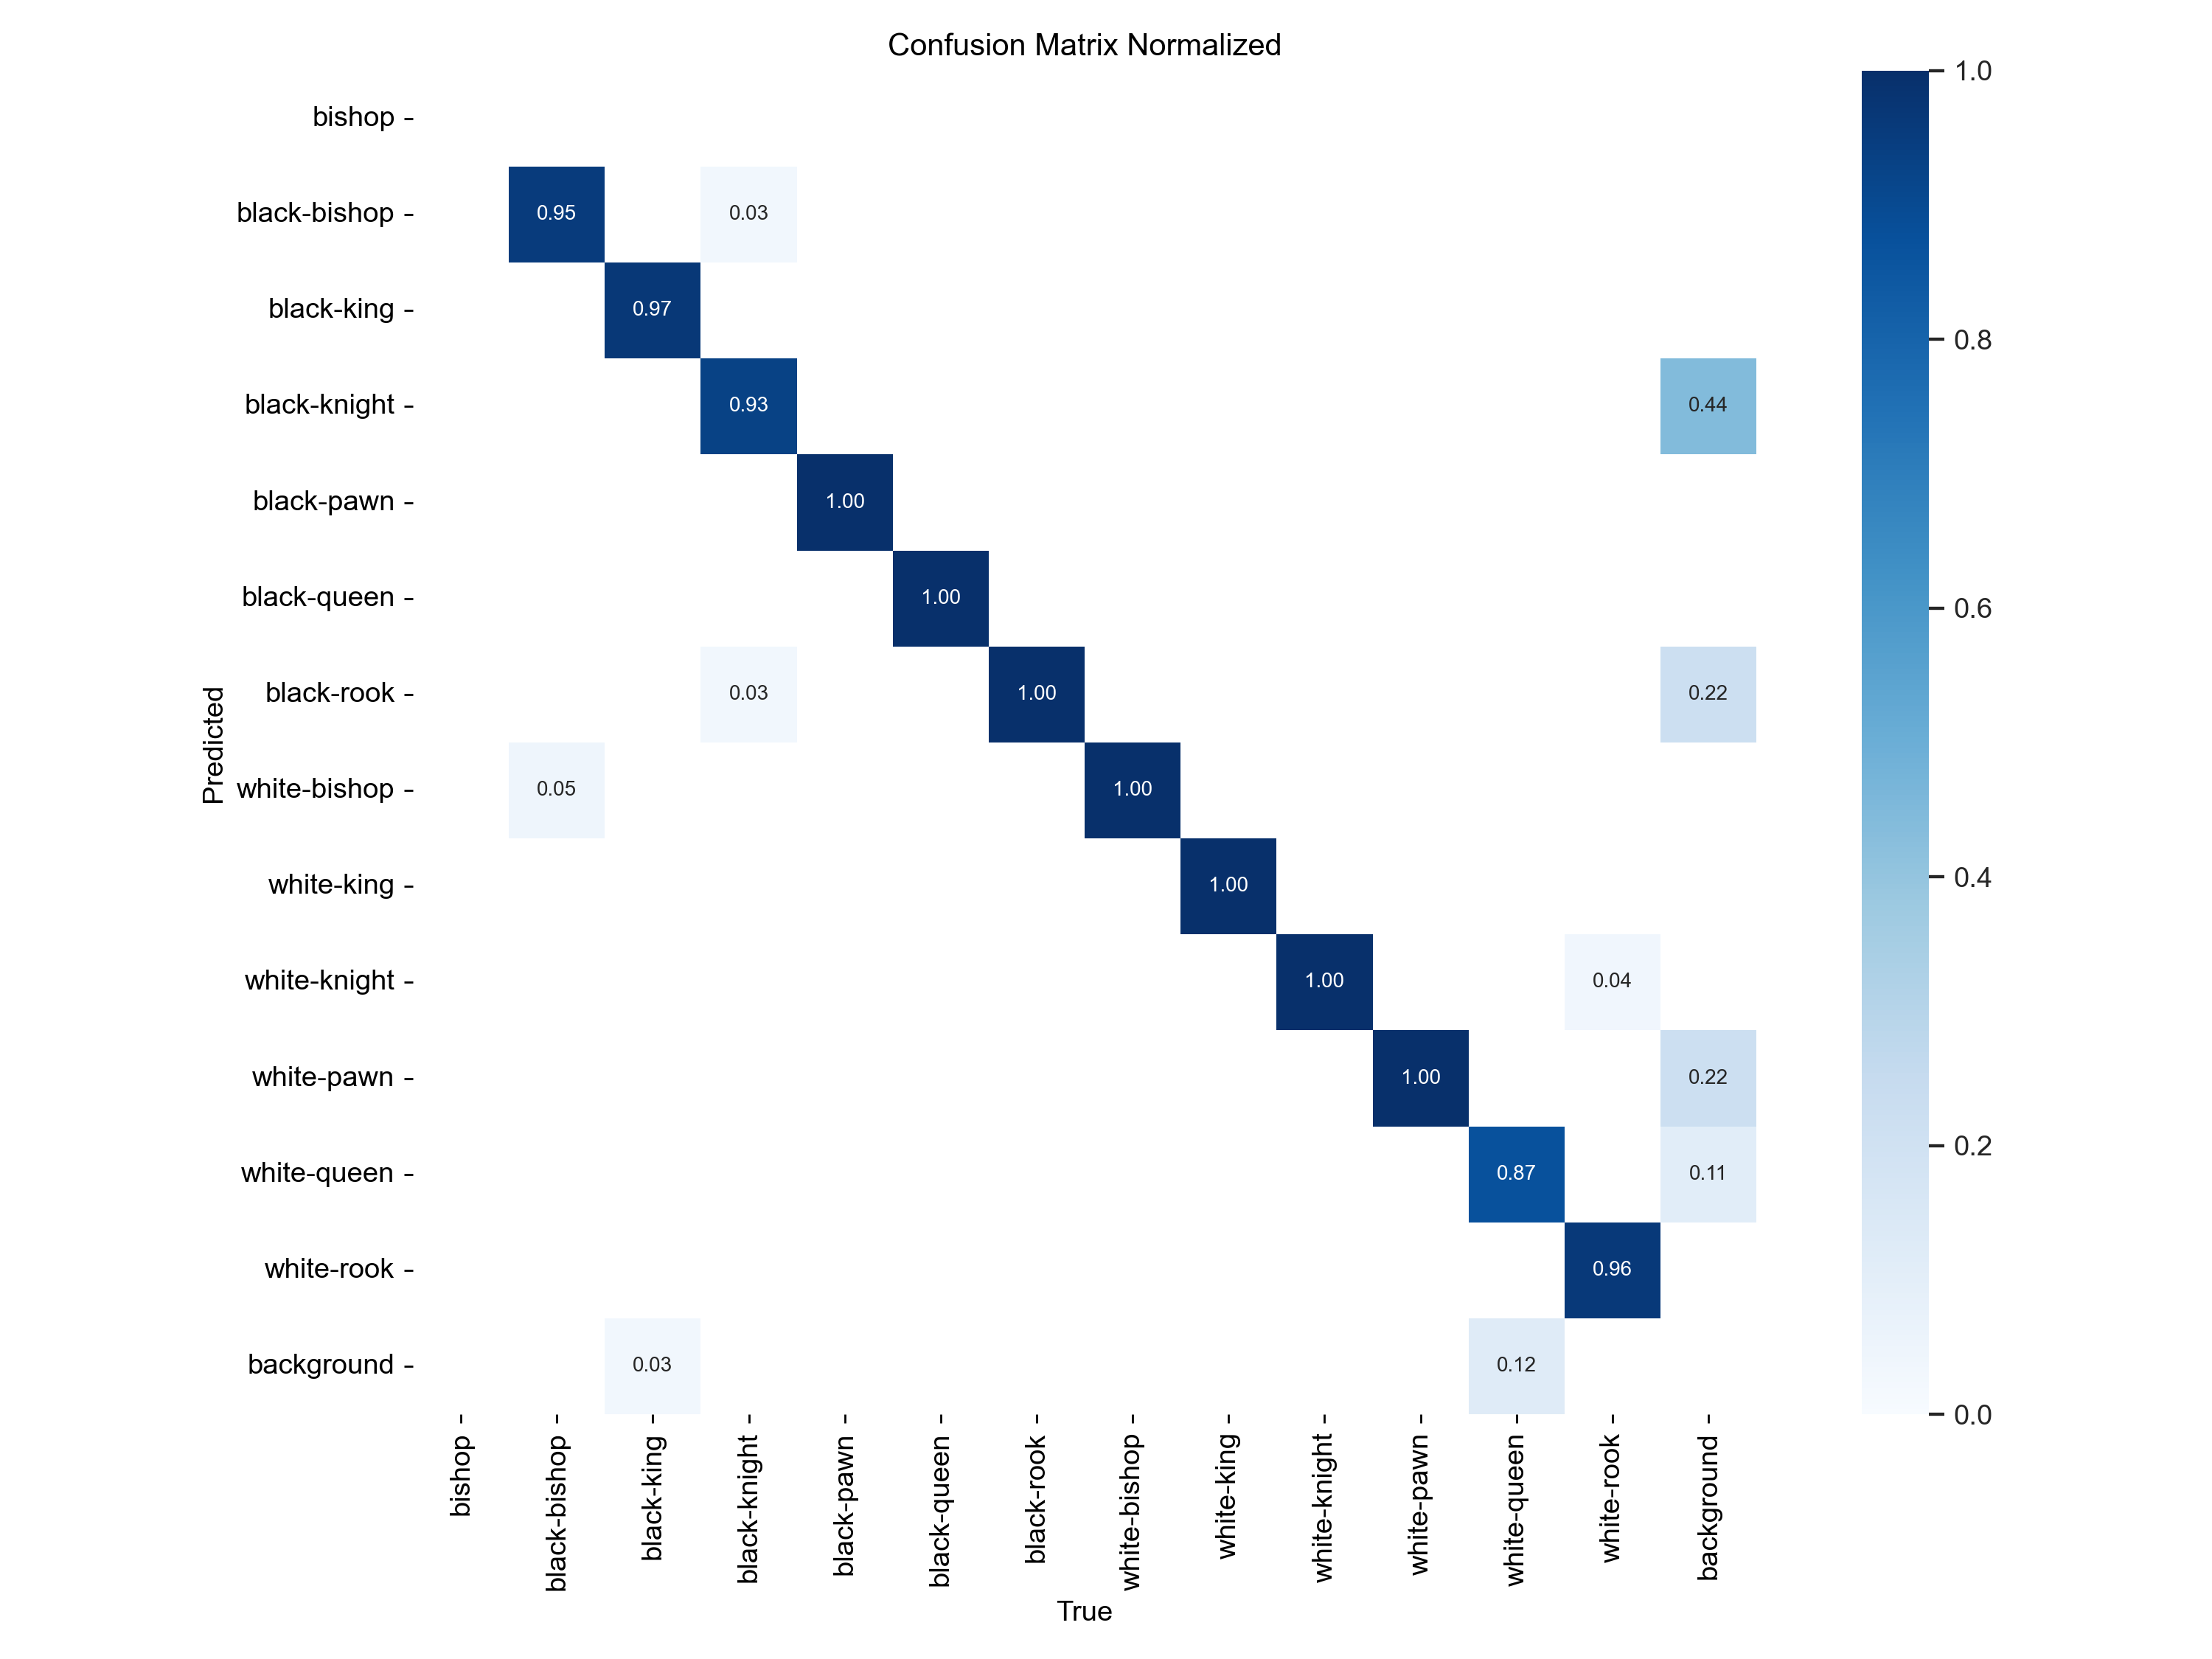 Confusion Matrix Normalized
1.0
bishop
black-bishop 0.95 0.03
black-king 0.97
0.8
black-knight 0.93 0.44
black-pawn 1.00
black-queen 1.00
0.6
black-rook 0.03 1.00 0.22
Predicted
white-bishop 0.05 1.00
white-king 1.00
0.4
white-knight 1.00 0.04
white-pawn 1.00 0.22
0.2
white-queen 0.87 0.11
white-rook 0.96
background 0.03 0.12
0.0
bishop
black-bishop
black-king
black-knight
black-pawn
black-queen
black-rook
white-bishop
white-king
white-knight
white-pawn
white-queen
white-rook
background
True